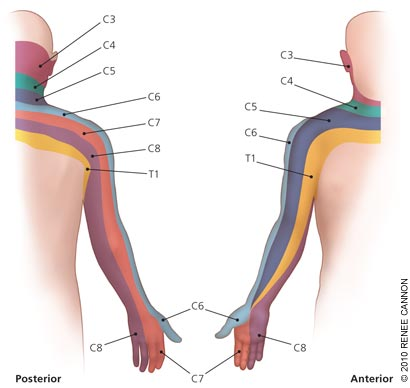 C3
C4
C5
C6
C7
C8
T1
C6
C8
C7
Posterior
C3
C4
C5
C6
T1
C8
Anterior
© 2010 RENEE CANNON